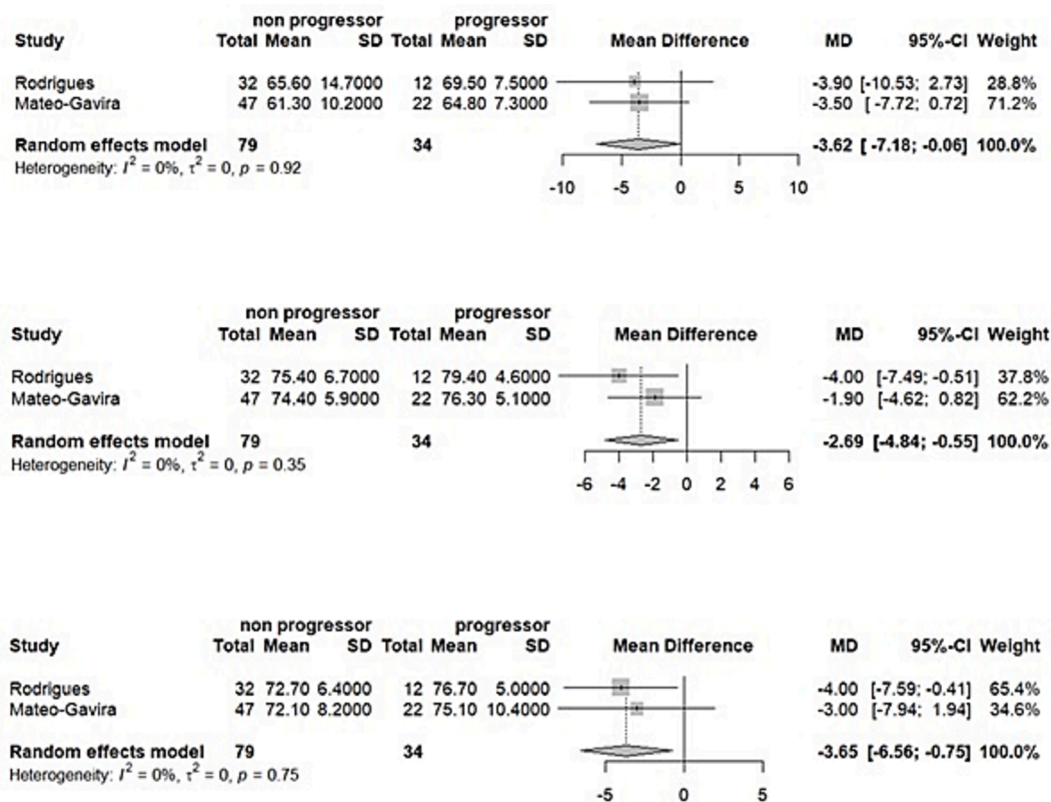 non progressor progressor
Study Total Mean SD Total Mean SD Mean Difference MD 95%-CI Weight
Rodrigues 32 65.60 14.7000 12 69.50 7.5000 -3.90 [-10.53; 2.73] 28.8%
Mateo-Gavira 47 61.30 10.2000 22 64.80 7.3000 -3.50 [-7.72; 0.72] 71.2%
Random effects model 79 34 -3.62 [-7.18; -0.06] 100.0%
Heterogeneity: I² = 0%, τ² = 0, p = 0.92
-10 -5 0 5 10
non progressor progressor
Study Total Mean SD Total Mean SD Mean Difference MD 95%-CI Weight
Rodrigues 32 75.40 6.7000 12 79.40 4.6000 -4.00 [-7.49; -0.51] 37.8%
Mateo-Gavira 47 74.40 5.9000 22 76.30 5.1000 -1.90 [-4.62; 0.82] 62.2%
Random effects model 79 34 -2.69 [-4.84; -0.55] 100.0%
Heterogeneity: I² = 0%, τ² = 0, p = 0.35
-6 -4 -2 0 2 4 6
non progressor progressor
Study Total Mean SD Total Mean SD Mean Difference MD 95%-CI Weight
Rodrigues 32 72.70 6.4000 12 76.70 5.0000 -4.00 [-7.59; -0.41] 65.4%
Mateo-Gavira 47 72.10 8.2000 22 75.10 10.4000 -3.00 [-7.94; 1.94] 34.6%
Random effects model 79 34 -3.65 [-6.56; -0.75] 100.0%
Heterogeneity: I² = 0%, τ² = 0, p = 0.75
-5 0 5